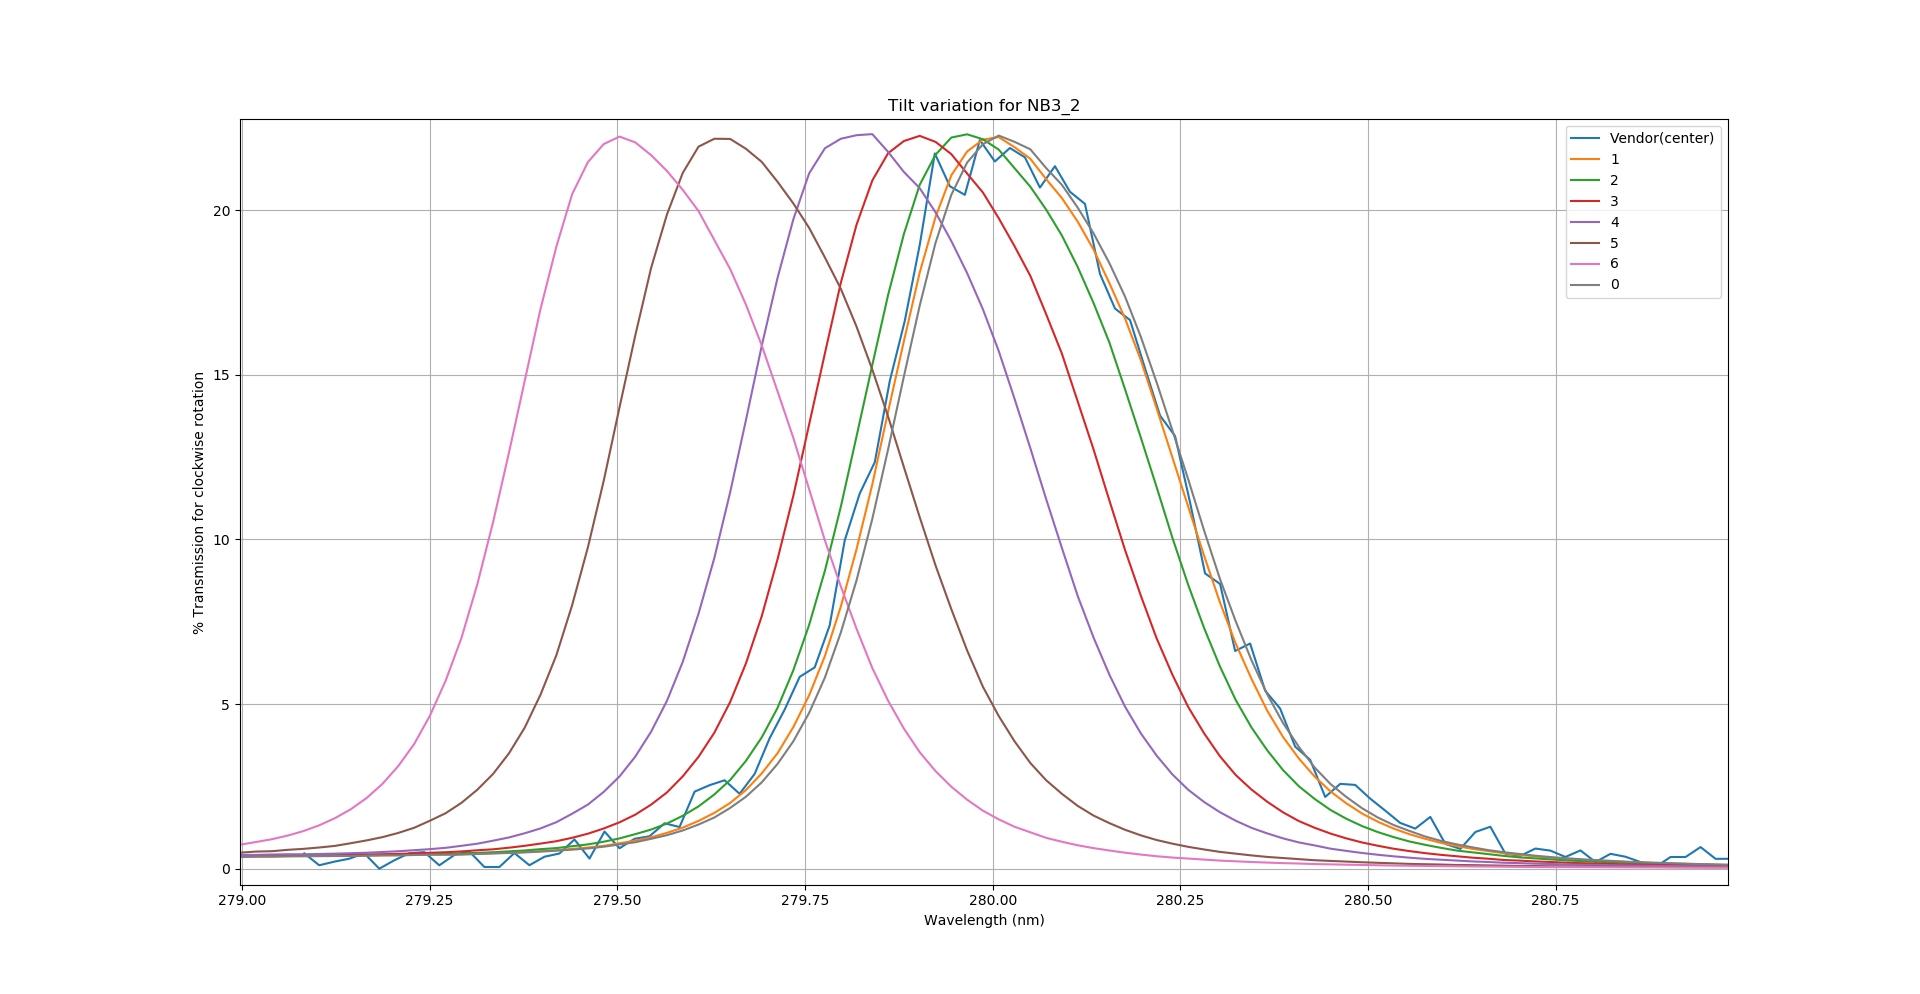 Tilt variation for NB3_2
Vendor(center)
1
2
3
4
5
6
0
% Transmission for clockwise rotation
20
15
10
5
0
279.00 279.25 279.50 279.75 280.00 280.25 280.50 280.75
Wavelength (nm)